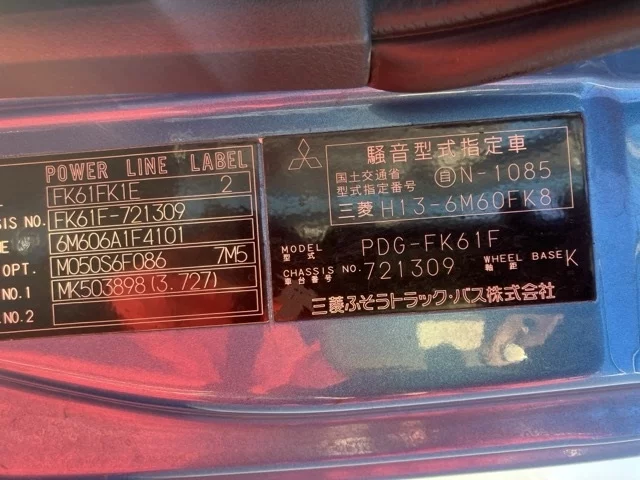 POWER LINE LABEL
FK61FK1E 2
SIS NO. FK61F-721309
NE 6M606A1F4101
OPT. M050S6F086 7M5
NO.1 MK503898(3.727)
NO.2
騒音型式指定車
国土交通省
型式指定番号 自N-1085
三菱 H13-6M60FK8
MODEL 型式 PDG-FK61F
CHASSIS NO. 車台番号 721309 WHEEL BASE 軸距 K
三菱ふそうトラック・バス株式会社